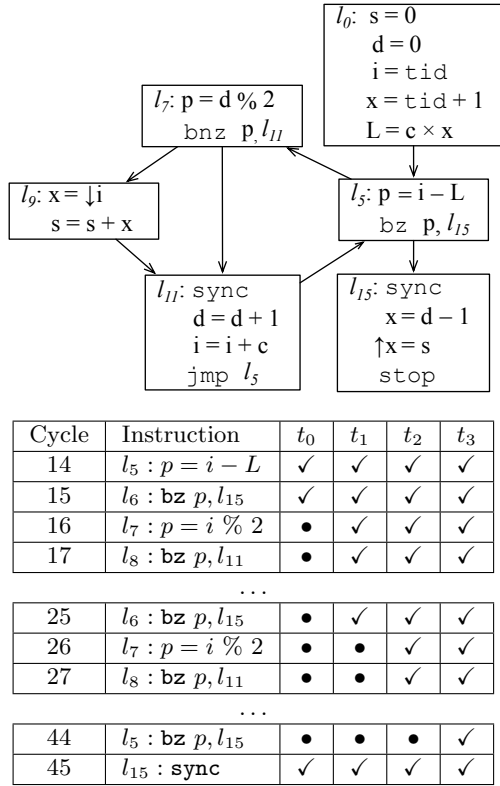 l0: s = 0
d = 0
i = tid
x = tid + 1
L = c × x
l7: p = d % 2
bnz p, l11
l9: x = ↓i
s = s + x
l5: p = i – L
bz p, l15
l11: sync
d = d + 1
i = i + c
jmp l5
l15: sync
x = d – 1
↑x = s
stop
Cycle Instruction t0 t1 t2 t3
14 l5 : p = i − L ✓ ✓ ✓ ✓
15 l6 : bz p, l15 ✓ ✓ ✓ ✓
16 l7 : p = i % 2 • ✓ ✓ ✓
17 l8 : bz p, l11 • ✓ ✓ ✓
...
25 l6 : bz p, l15 • ✓ ✓ ✓
26 l7 : p = i % 2 • • ✓ ✓
27 l8 : bz p, l11 • • ✓ ✓
...
44 l5 : bz p, l15 • • • ✓
45 l15 : sync ✓ ✓ ✓ ✓